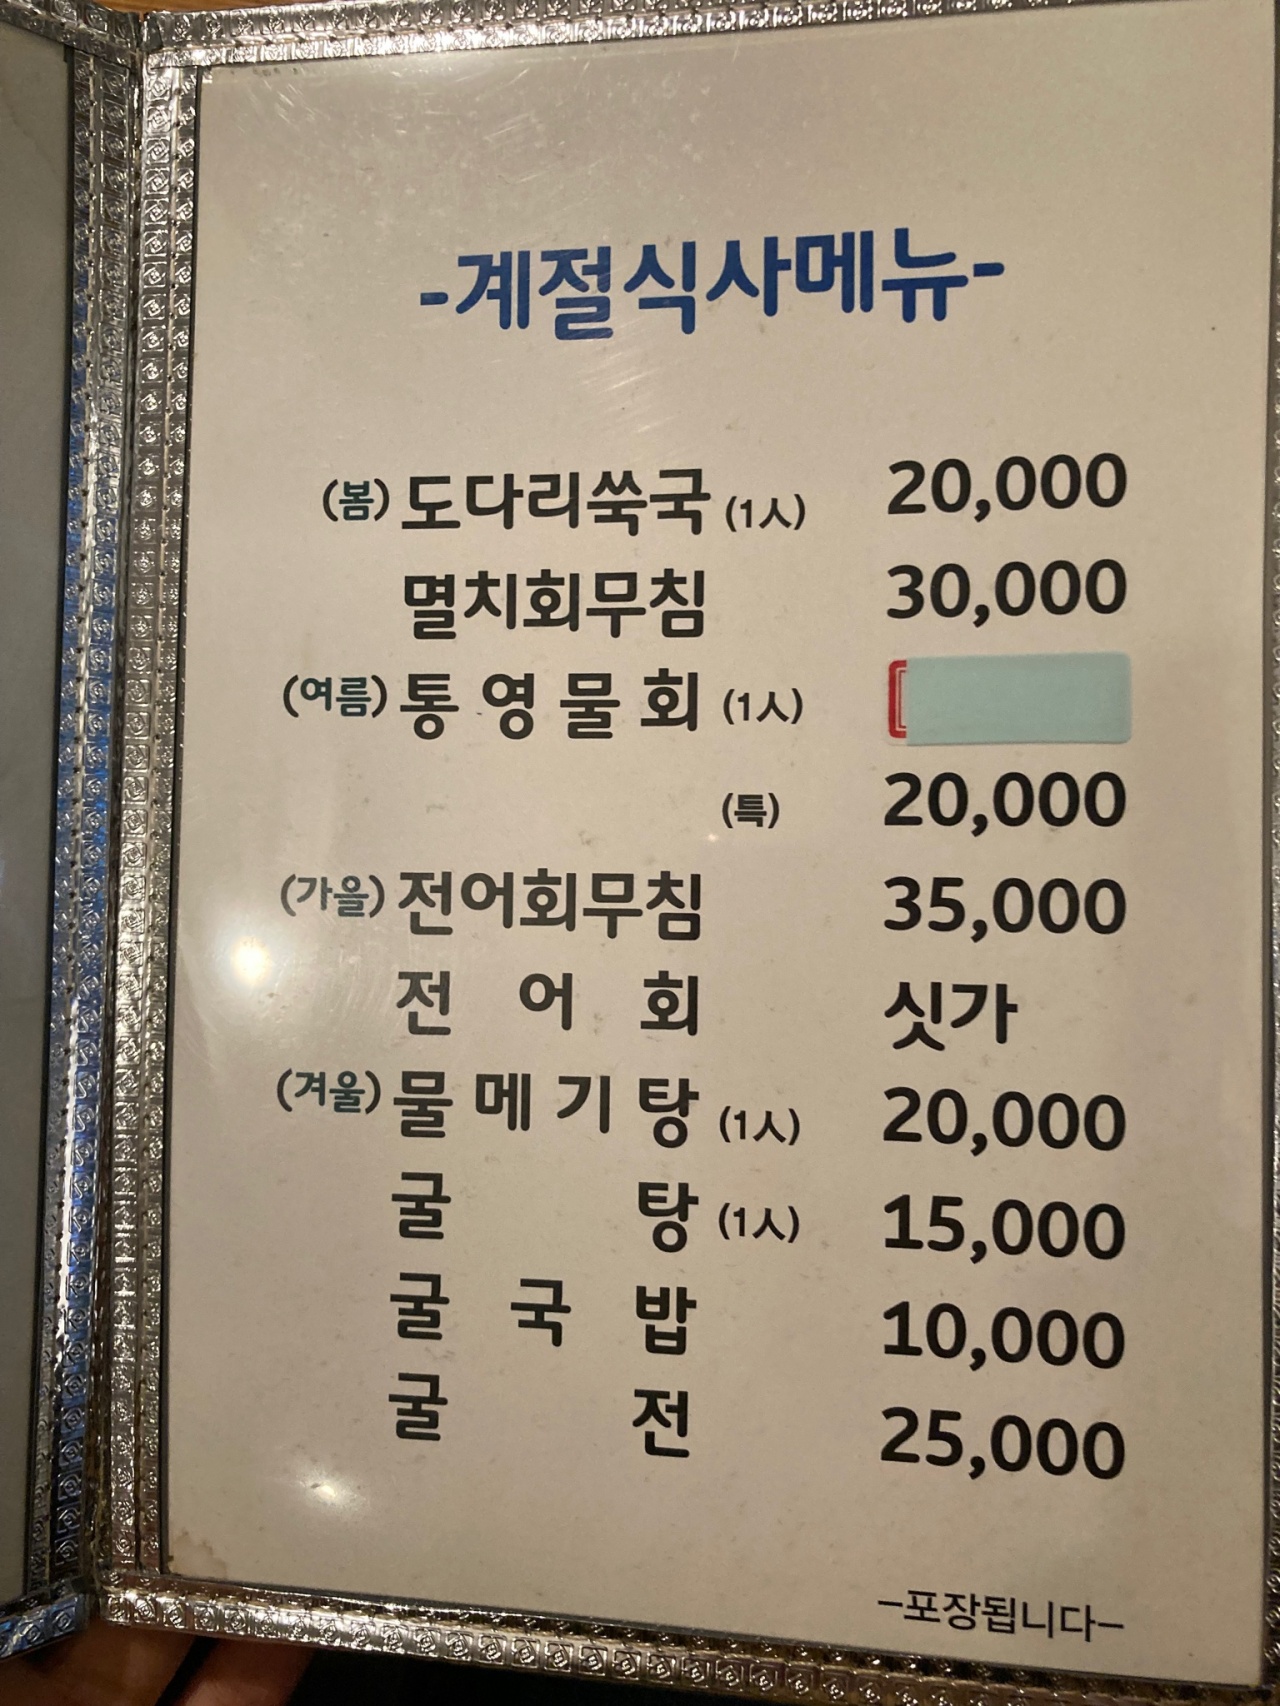 -계절식사메뉴-
(봄) 도다리쑥국 (1人) 20,000
멸치회무침 30,000
(여름) 통영물회 (1人)
(특) 20,000
(가을) 전어회무침 35,000
전어회 싯가
(겨울) 물메기탕 (1人) 20,000
굴탕 (1人) 15,000
굴국밥 10,000
굴전 25,000
-포장됩니다-